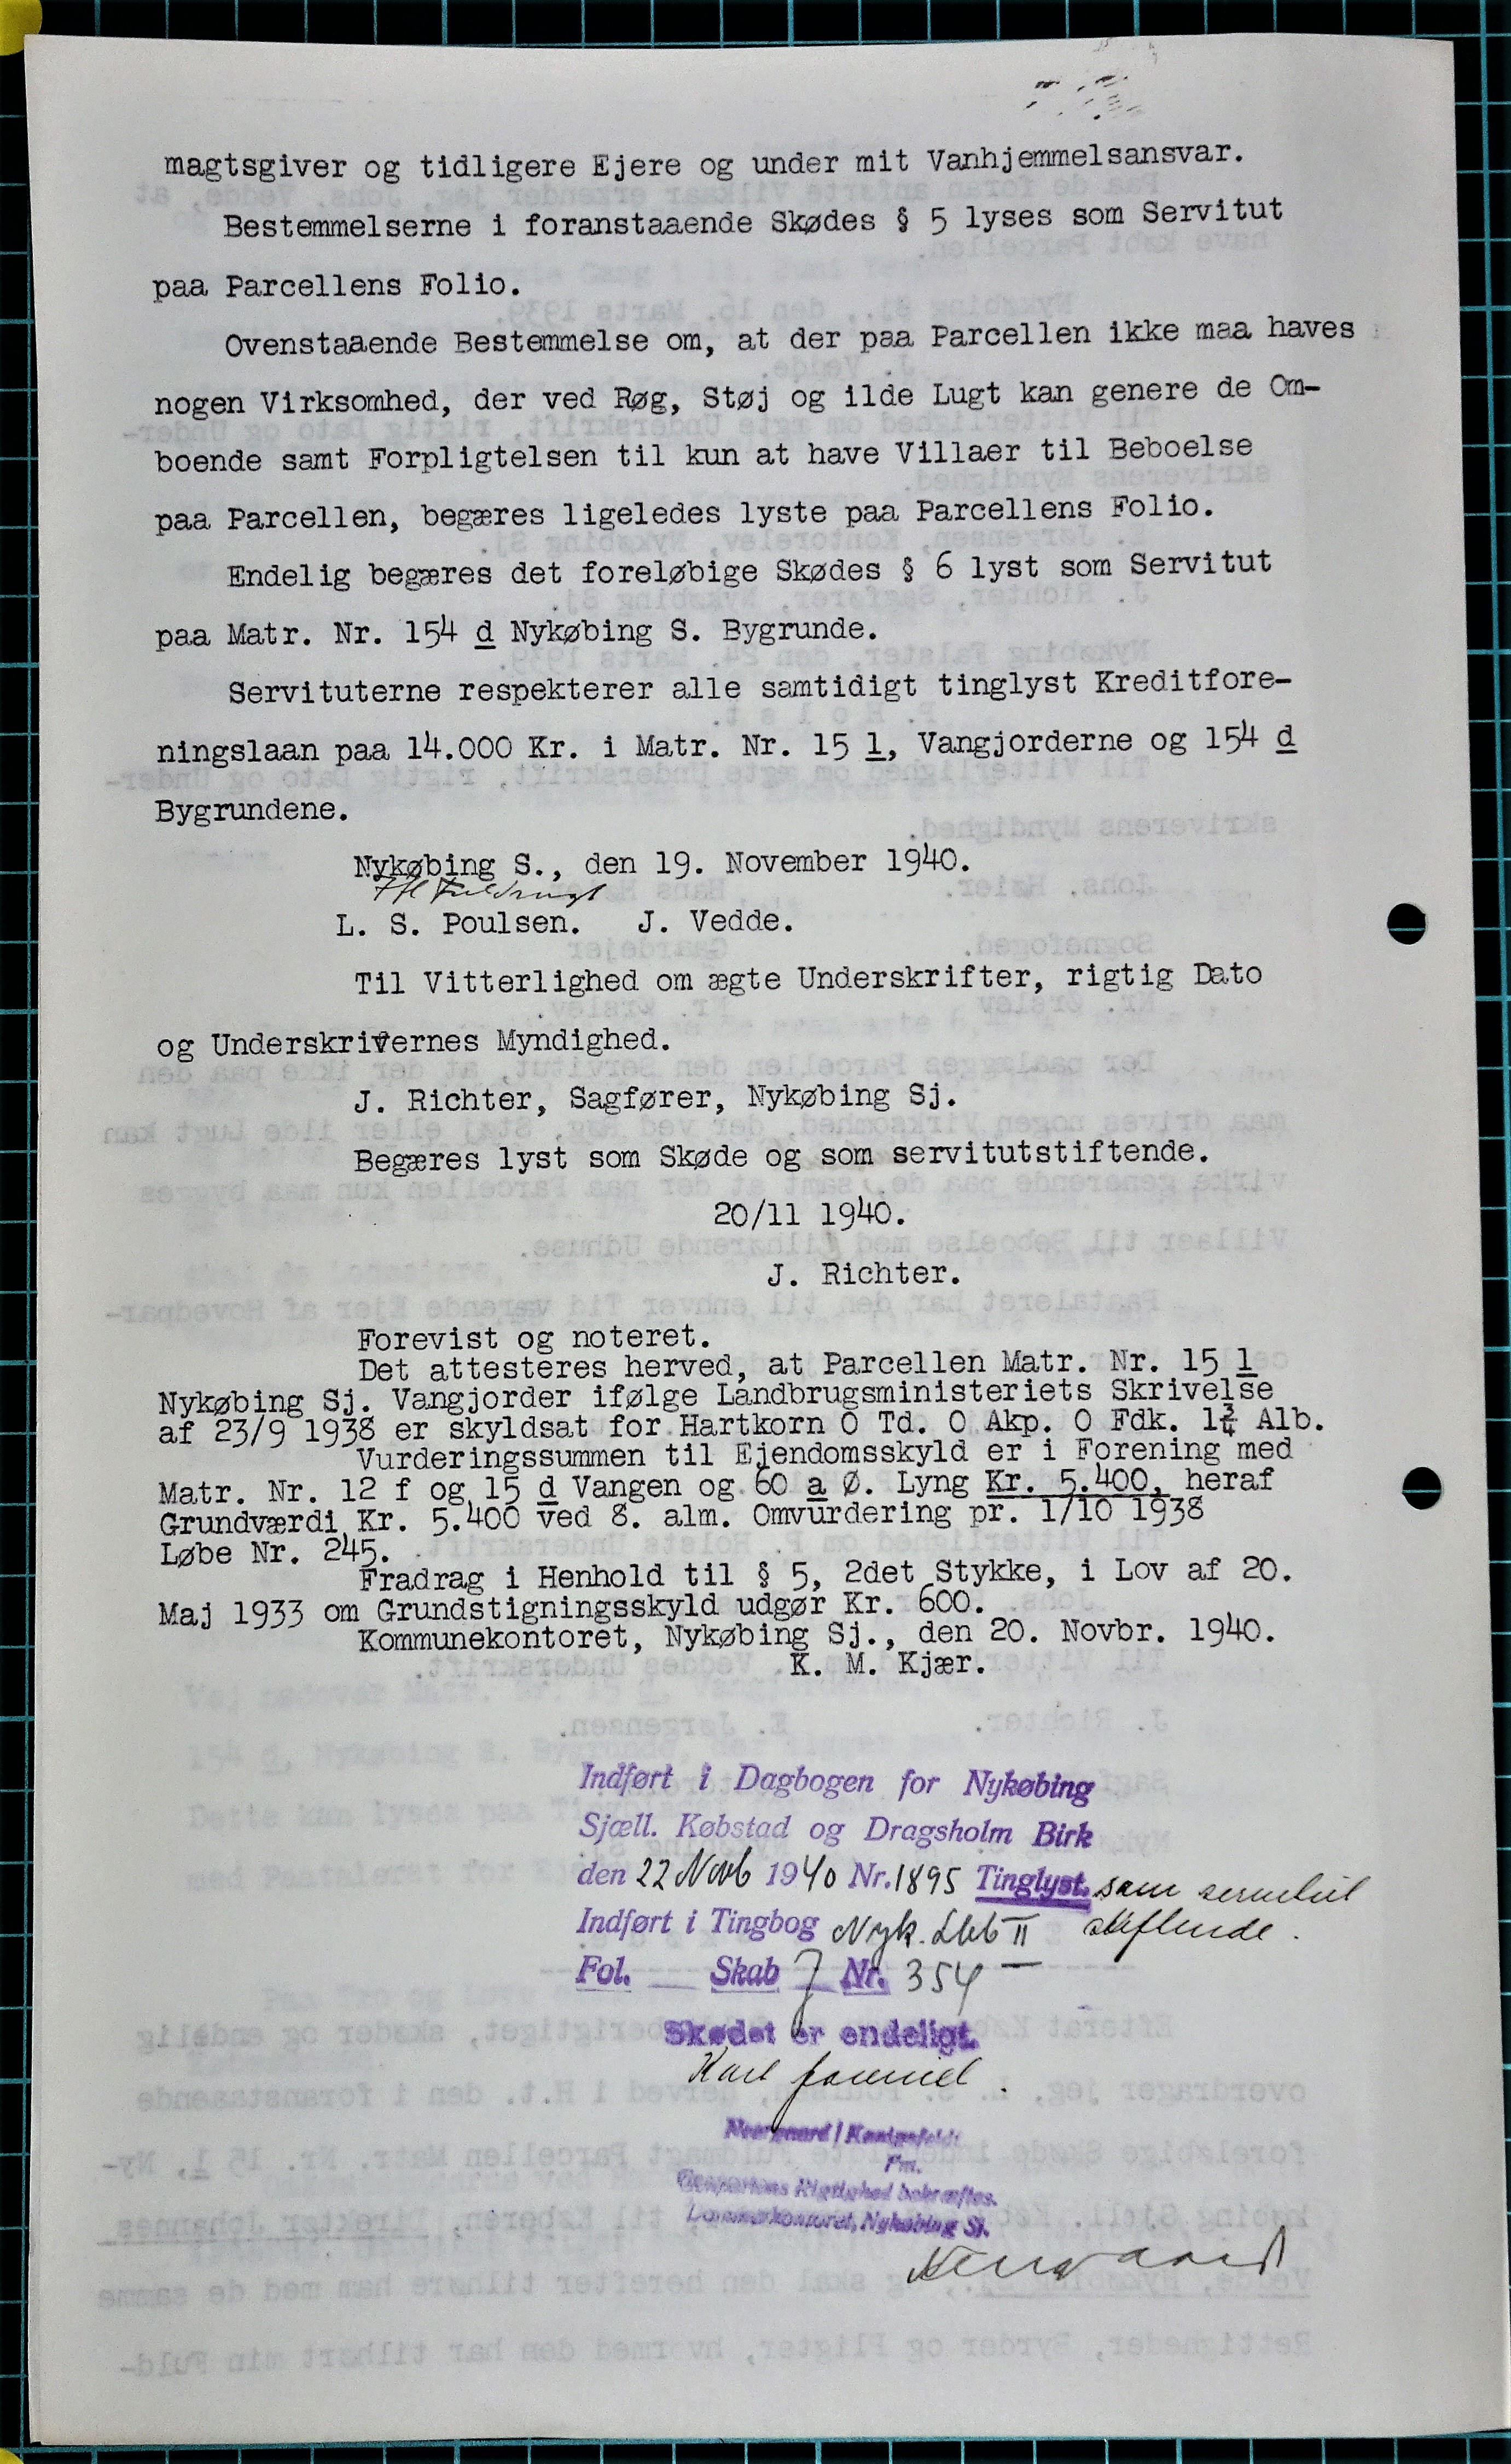 magtsgiver og tidligere Ejere og under mit Vanhjemmelsansvar.
Bestemmelserne i foranstaaende Skødes § 5 lyses som Servitut
paa Parcellens Folio.
Ovenstaaende Bestemmelse om, at der paa Parcellen ikke maa haves
nogen Virksomhed, der ved Røg, Støj og ilde Lugt kan genere de Om-
boende samt Forpligtelsen til kun at have Villaer til Beboelse
paa Parcellen, begæres ligeledes lyste paa Parcellens Folio.
Endelig begæres det foreløbige Skødes § 6 lyst som Servitut
paa Matr. Nr. 154 d Nykøbing S. Bygrunde.
Servituterne respekterer alle samtidigt tinglyst Kreditfore-
ningslaan paa 14.000 Kr. i Matr. Nr. 15 l, Vangjorderne og 154 d
Bygrundene.
Nykøbing S., den 19. November 1940.
L. S. Poulsen. J. Vedde.
Til Vitterlighed om ægte Underskrifter, rigtig Dato
og Underskrivernes Myndighed.
J. Richter, Sagfører, Nykøbing Sj.
Begæres lyst som Skøde og som servitutstiftende.
20/11 1940.
J. Richter.
Forevist og noteret.
Det attesteres herved, at Parcellen Matr. Nr. 15 l
Nykøbing Sj. Vangjorder ifølge Landbrugsministeriets Skrivelse
af 23/9 1938 er skyldsat for Hartkorn 0 Td. 0 Akp. 0 Fdk. 1¾ Alb.
Vurderingssummen til Ejendomsskyld er i Forening med
Matr. Nr. 12 f og 15 d Vangen og 60 a Ø. Lyng Kr. 5.400, heraf
Grundværdi Kr. 5.400 ved 8. alm. Omvurdering pr. 1/10 1938
Løbe Nr. 245.
Fradrag i Henhold til § 5, 2det Stykke, i Lov af 20.
Maj 1933 om Grundstigningsskyld udgør Kr. 600.
Kommunekontoret, Nykøbing Sj., den 20. Novbr. 1940.
K. M. Kjær.
Indført i Dagbogen for Nykøbing
Sjæll. Købstad og Dragsholm Birk
den 22 Novb 1940 Nr. 1895 Tinglyst. som servitut
Indført i Tingbog Nyk. II stiftende.
Fol. — Skab J Nr. 354
Skødet er endeligt.
Fm.
Genpartens Rigtighed bekræftes.
Dommerkontoret, Nykøbing Sj.